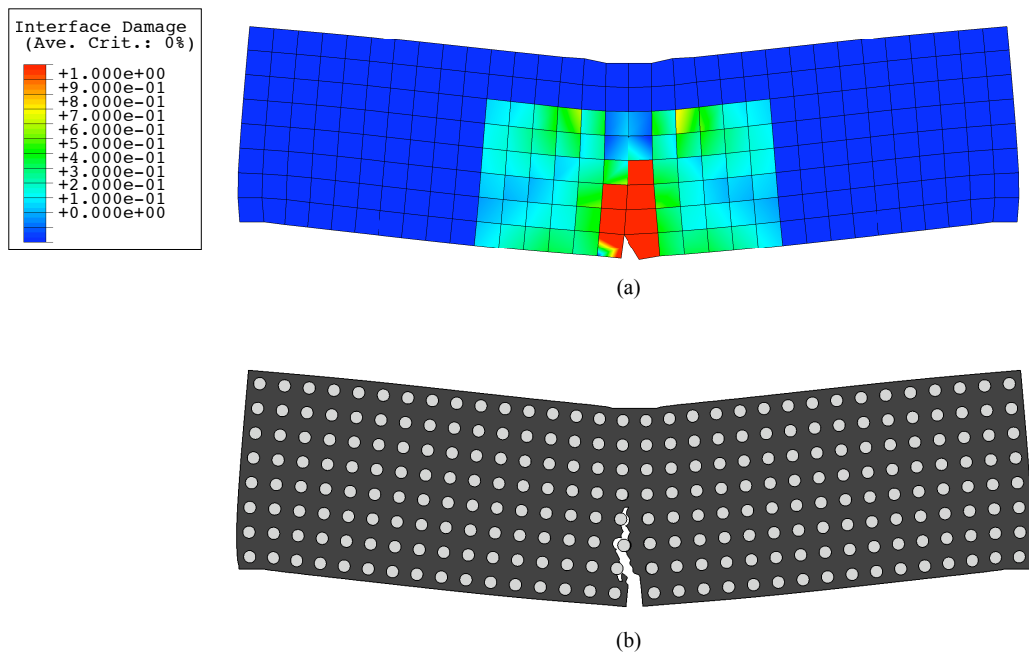 Interface Damage
(Ave. Crit.: 0%)
+1.000e+00
+9.000e-01
+8.000e-01
+7.000e-01
+6.000e-01
+5.000e-01
+4.000e-01
+3.000e-01
+2.000e-01
+1.000e-01
+0.000e+00
(a)
(b)